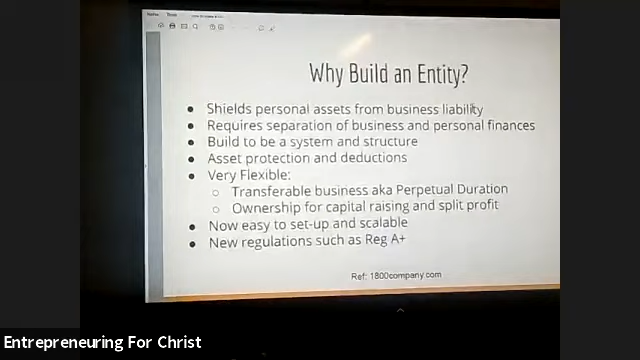 Why Build an Entity?
● Shields personal assets from business liability
● Requires separation of business and personal finances
● Build to be a system and structure
● Asset protection and deductions
● Very Flexible:
○ Transferable business aka Perpetual Duration
○ Ownership for capital raising and split profit
● Now easy to set-up and scalable
● New regulations such as Reg A+
Ref: 1800company.com
Entrepreneuring For Christ